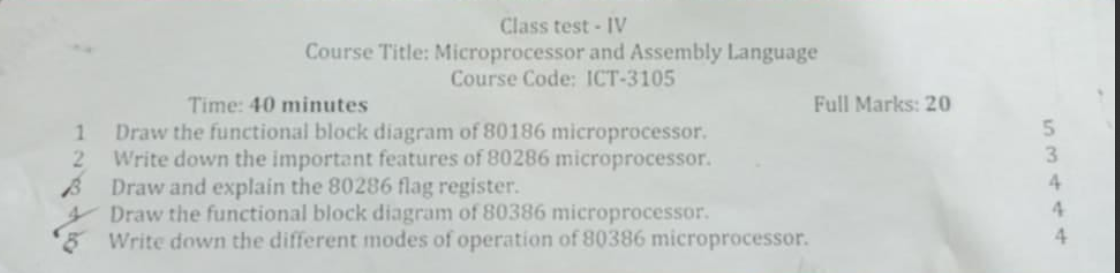 Class test - IV
Course Title: Microprocessor and Assembly Language
Course Code: ICT-3105
Time: 40 minutes Full Marks: 20
1 Draw the functional block diagram of 80186 microprocessor. 5
2 Write down the important features of 80286 microprocessor. 3
3 Draw and explain the 80286 flag register. 4
4 Draw the functional block diagram of 80386 microprocessor. 4
5 Write down the different modes of operation of 80386 microprocessor. 4